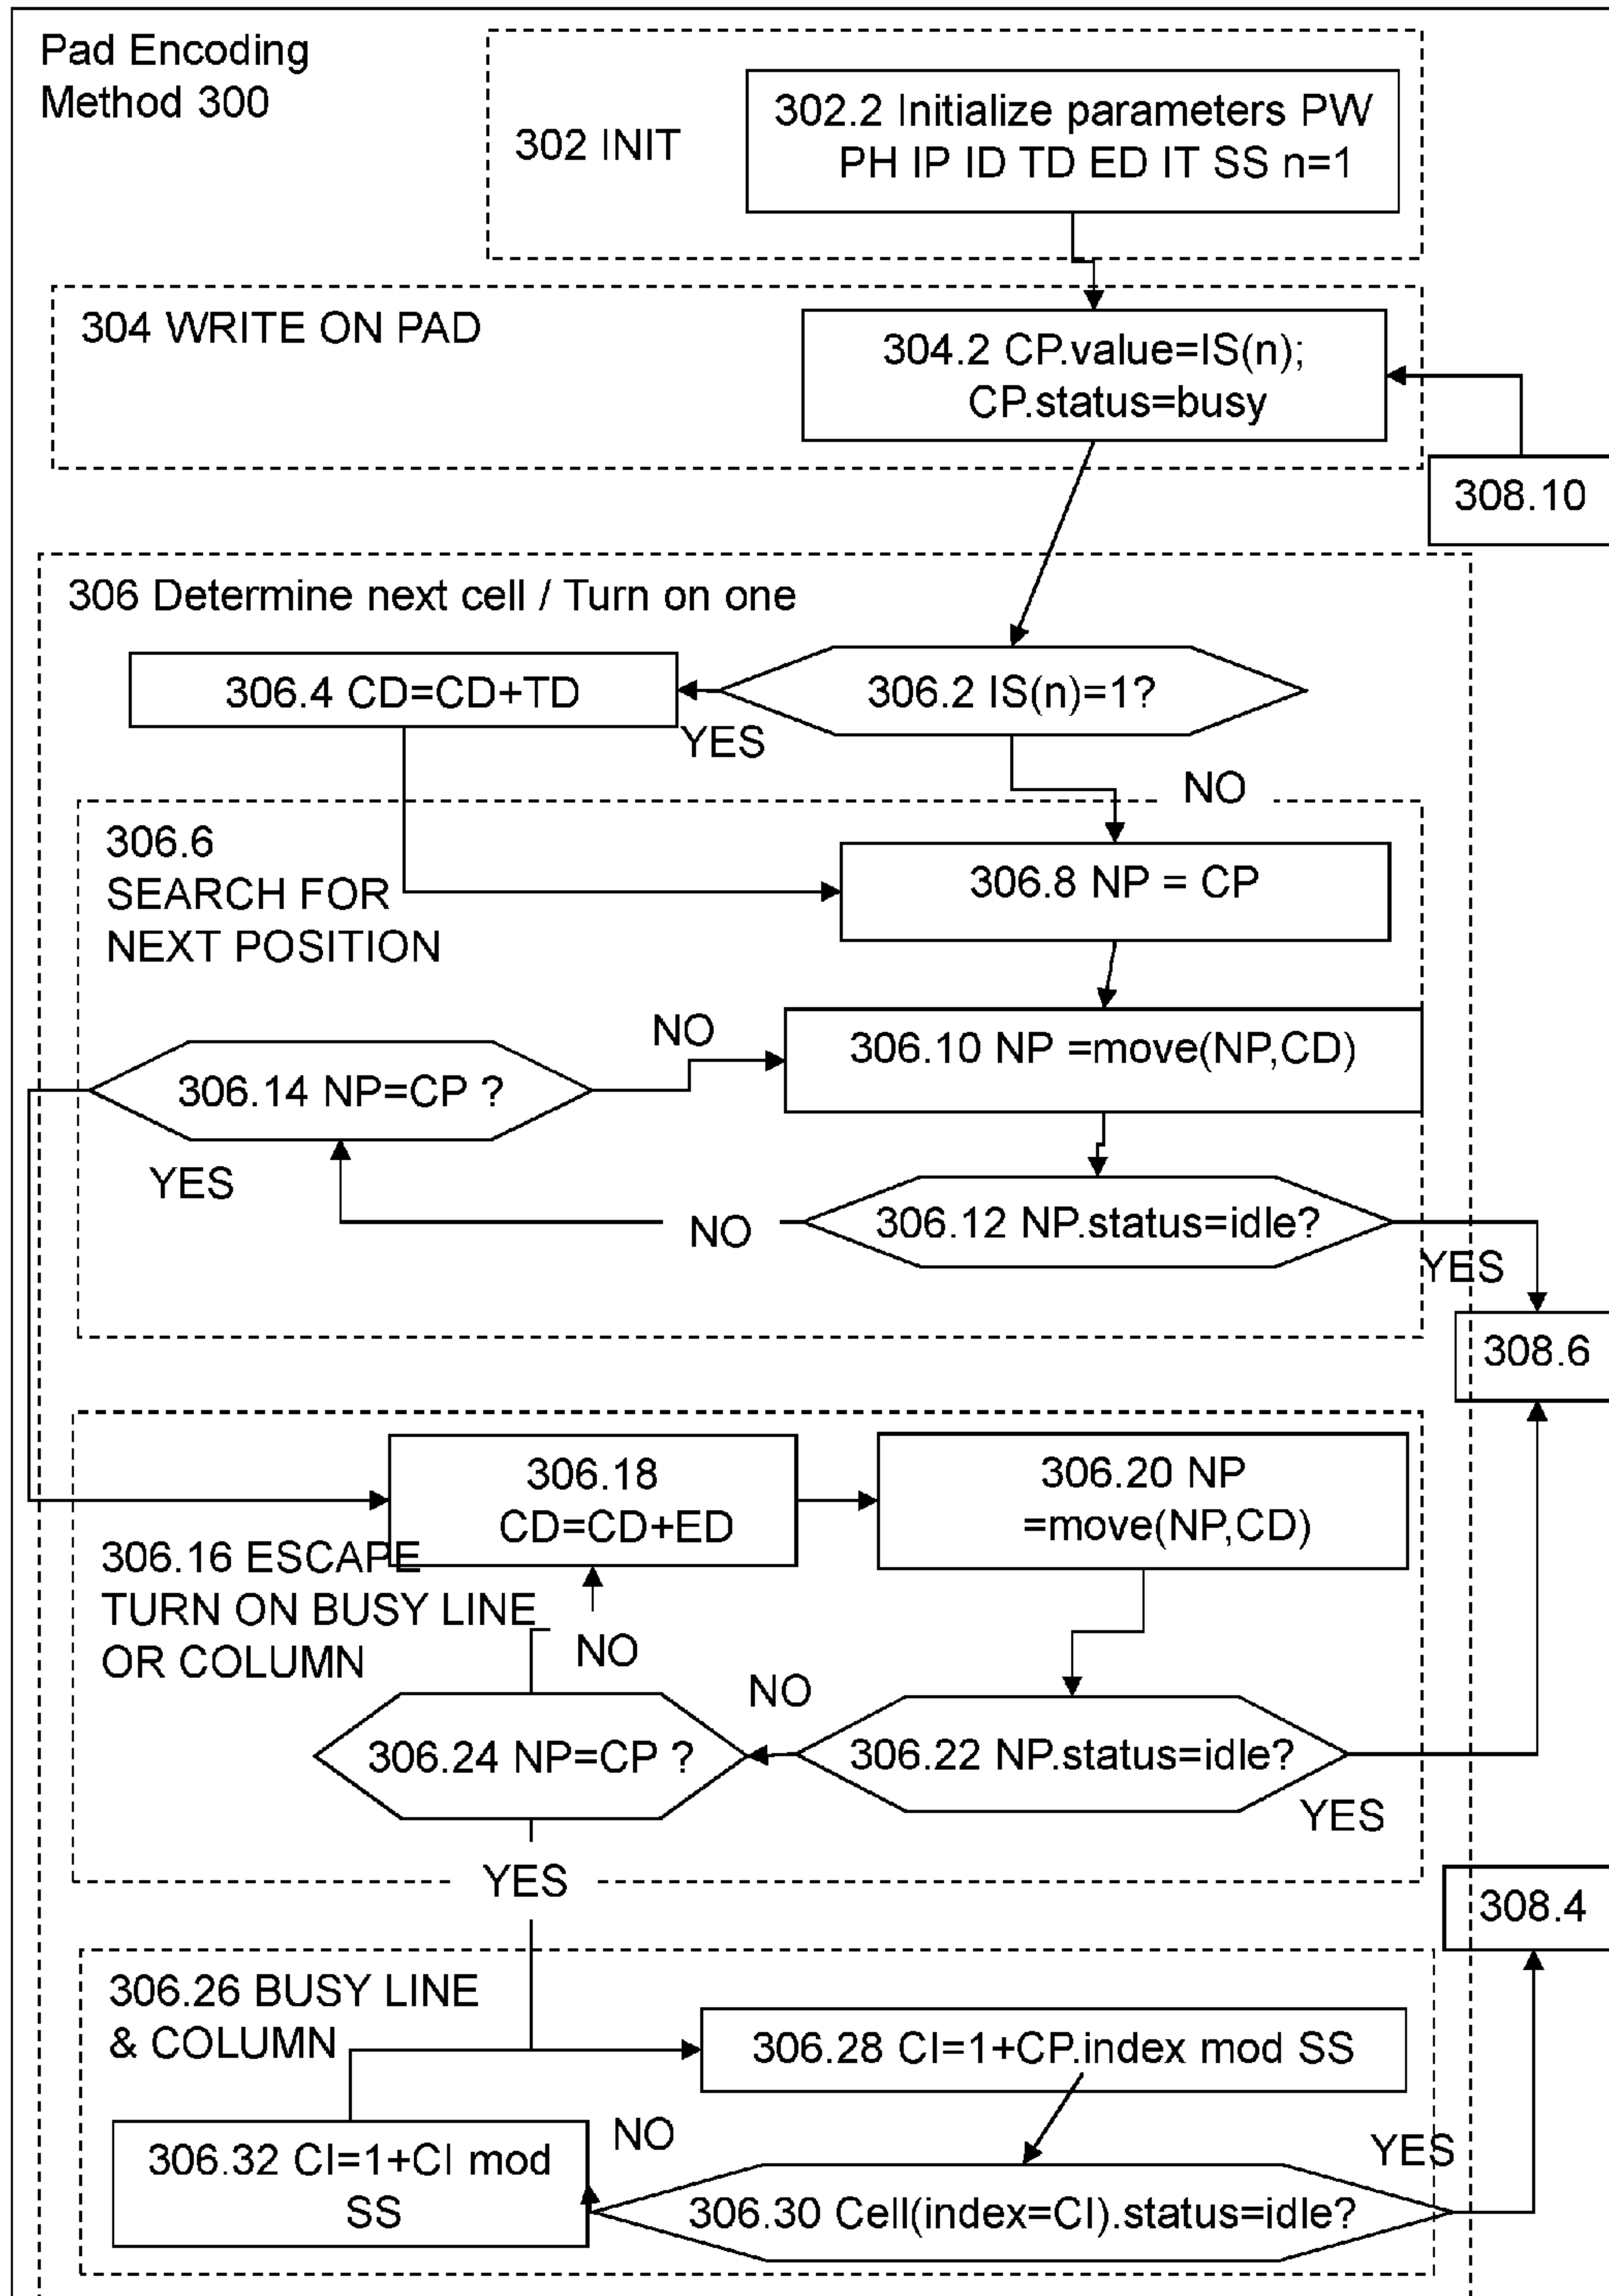 Pad Encoding
Method 300
302 INIT
302.2 Initialize parameters PW
PH IP ID TD ED IT SS n=1
304 WRITE ON PAD
304.2 CP.value=IS(n);
CP.status=busy
308.10
306 Determine next cell / Turn on one
306.4 CD=CD+TD
306.2 IS(n)=1?
YES
NO
306.6
SEARCH FOR
NEXT POSITION
306.8 NP = CP
NO
306.10 NP =move(NP,CD)
306.14 NP=CP ?
YES
NO
306.12 NP.status=idle?
YES
308.6
306.18
CD=CD+ED
306.20 NP
=move(NP,CD)
306.16 ESCAPE
TURN ON BUSY LINE
OR COLUMN
NO
NO
306.24 NP=CP ?
306.22 NP.status=idle?
YES
YES
308.4
306.26 BUSY LINE
& COLUMN
306.28 CI=1+CP.index mod SS
NO
YES
306.32 CI=1+CI mod
SS
306.30 Cell(index=CI).status=idle?